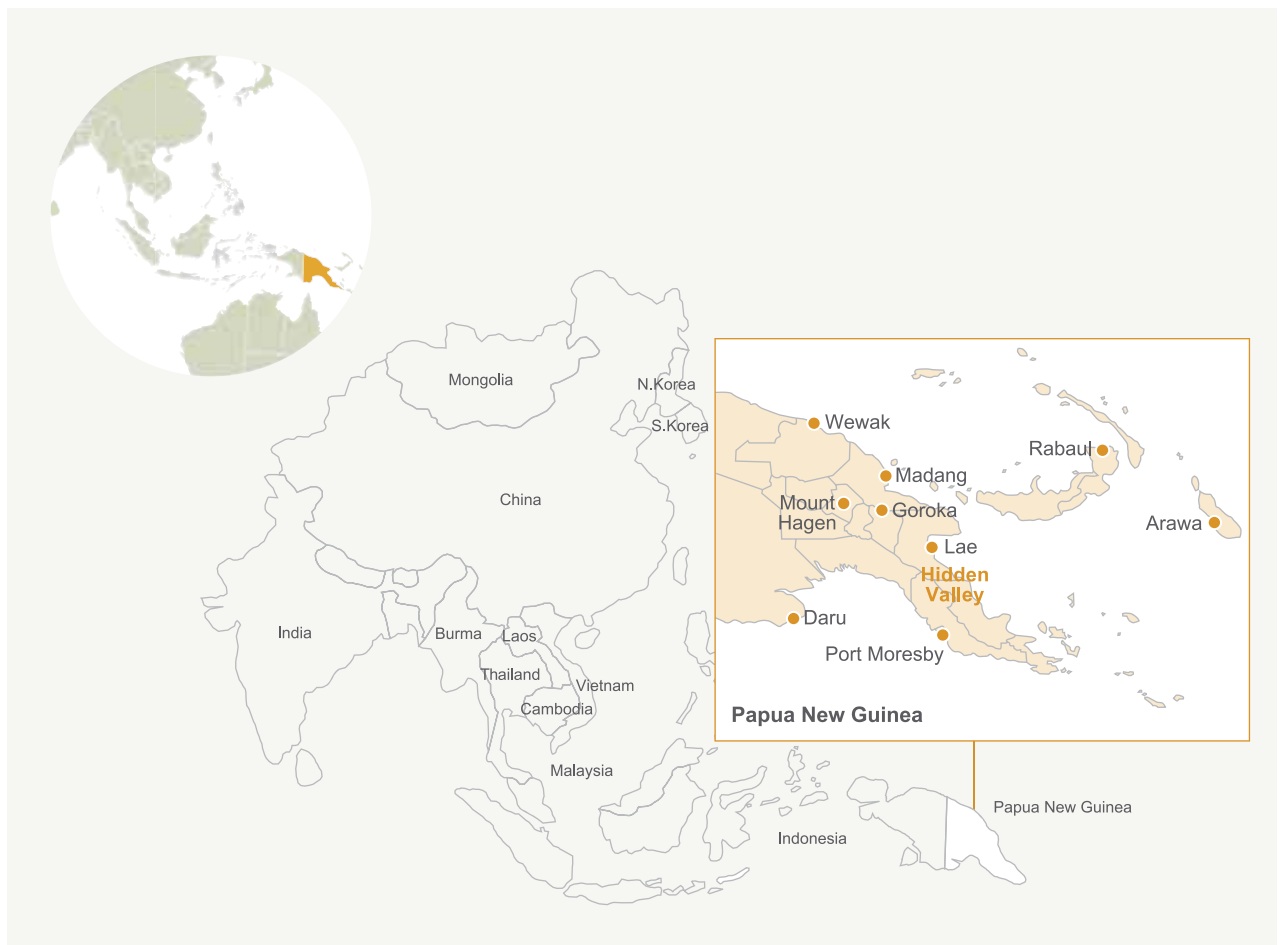 Mongolia
N.Korea
S.Korea
China
India
Burma
Laos
Thailand
Vietnam
Cambodia
Malaysia
Indonesia
Papua New Guinea
Wewak
Rabaul
Madang
Mount
Hagen
Goroka
Arawa
Lae
Hidden
Valley
Daru
Port Moresby
Papua New Guinea